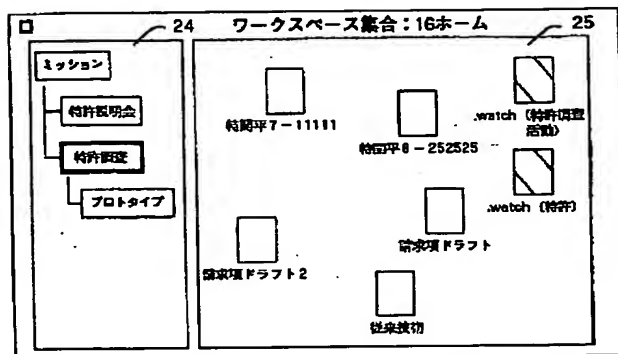 24
ワークスペース集合:16ホーム
25
ミッション
特許説明会
特許調査
プロトタイプ
特開平7-11111
特開平6-252525
.watch (特許調査
活動)
.watch (特許)
請求項ドラフト
請求項ドラフト2
従来技術